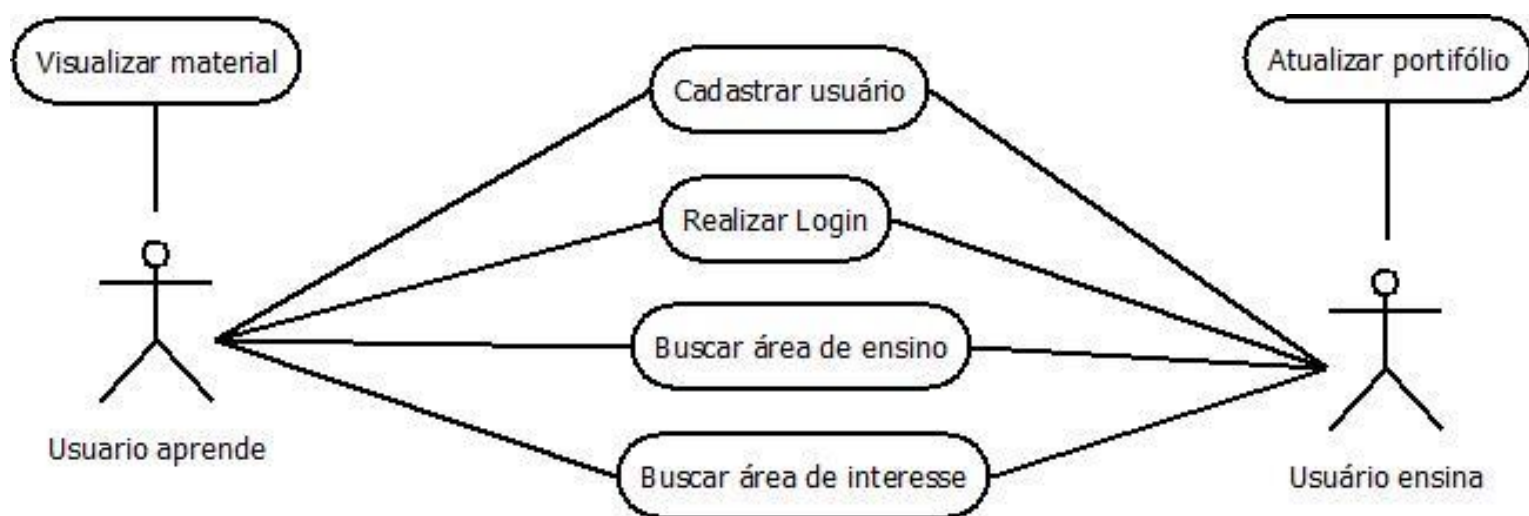 Visualizar material
Cadastrar usuário
Atualizar portifólio
Realizar Login
Buscar área de ensino
Usuario aprende
Buscar área de interesse
Usuário ensina